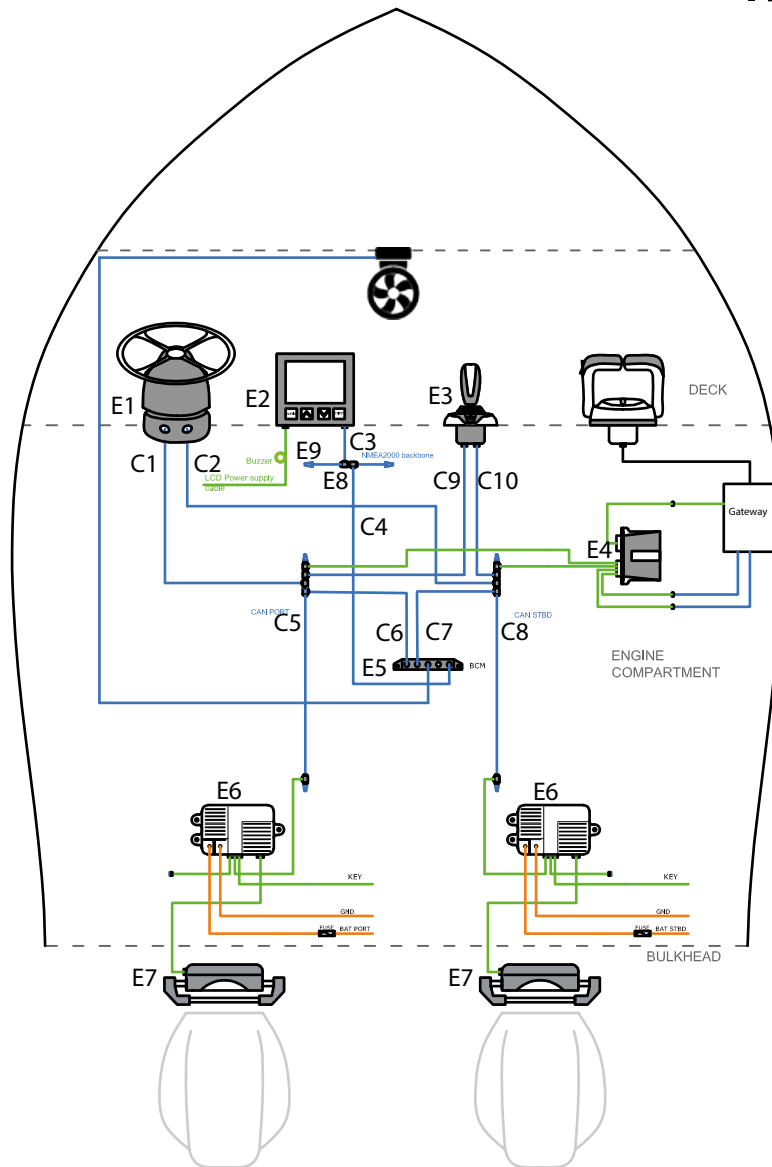 E1
E2
E3
DECK
C1
C2
Buzzer
E9
C3
NMEA2000 backbone
LCD Power supply
cable
E8
C9
C10
C4
Gateway
E4
CAN PORT
C5
C6
C7
C8
CAN STBD
E5
BCM
ENGINE
COMPARTMENT
E6
E6
KEY
KEY
GND
GND
FUSE
BAT PORT
FUSE
BAT STBD
BULKHEAD
E7
E7